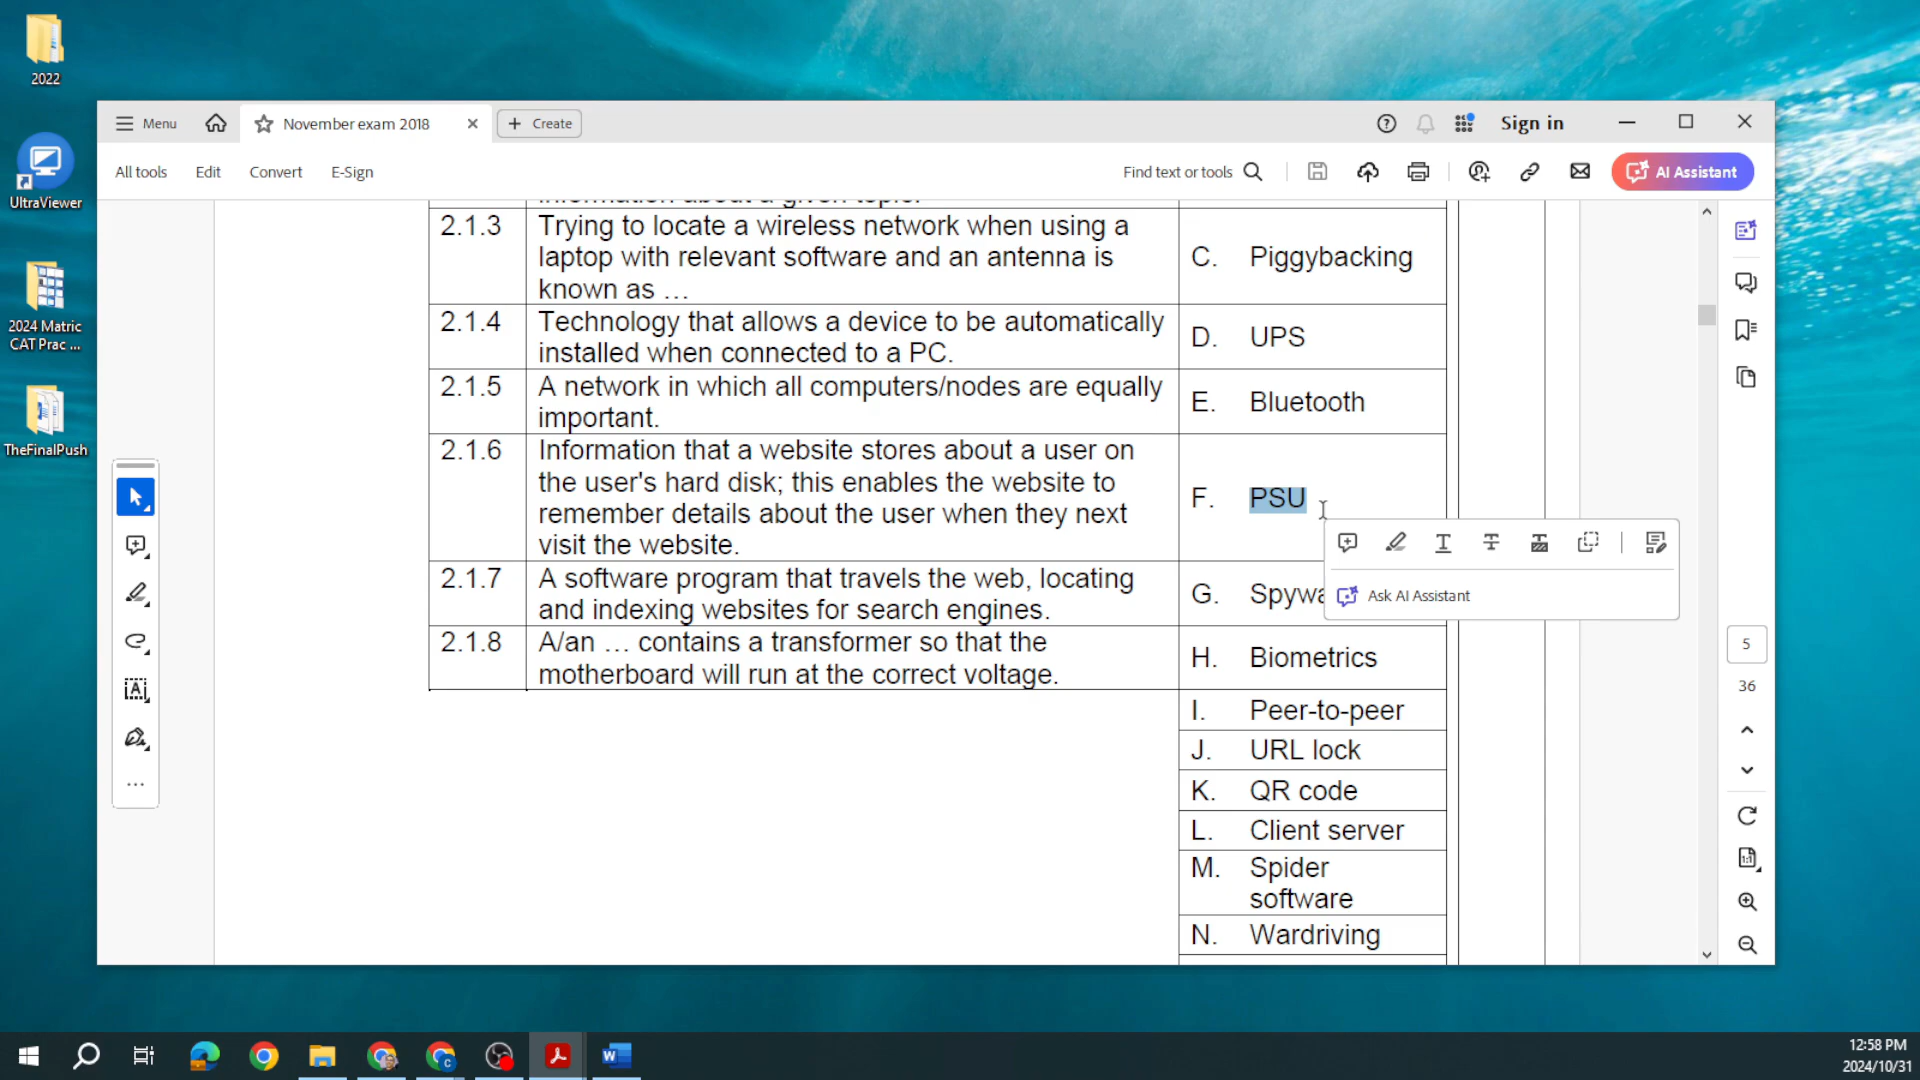 2022
UltraViewer
2024 Matric
CAT Prac ...
TheFinalPush
Menu
November exam 2018
Create
Sign in
All tools
Edit
Convert
E-Sign
Find text or tools
AI Assistant
information about a given topic.
2.1.3 Trying to locate a wireless network when using a
laptop with relevant software and an antenna is
known as …
C. Piggybacking
2.1.4 Technology that allows a device to be automatically
installed when connected to a PC.
D. UPS
2.1.5 A network in which all computers/nodes are equally
important.
E. Bluetooth
2.1.6 Information that a website stores about a user on
the user's hard disk; this enables the website to
remember details about the user when they next
visit the website.
F. PSU
Ask AI Assistant
2.1.7 A software program that travels the web, locating
and indexing websites for search engines.
G. Spywa
2.1.8 A/an … contains a transformer so that the
motherboard will run at the correct voltage.
H. Biometrics
I. Peer-to-peer
J. URL lock
K. QR code
L. Client server
M. Spider
software
N. Wardriving
5
36
12:58 PM
2024/10/31